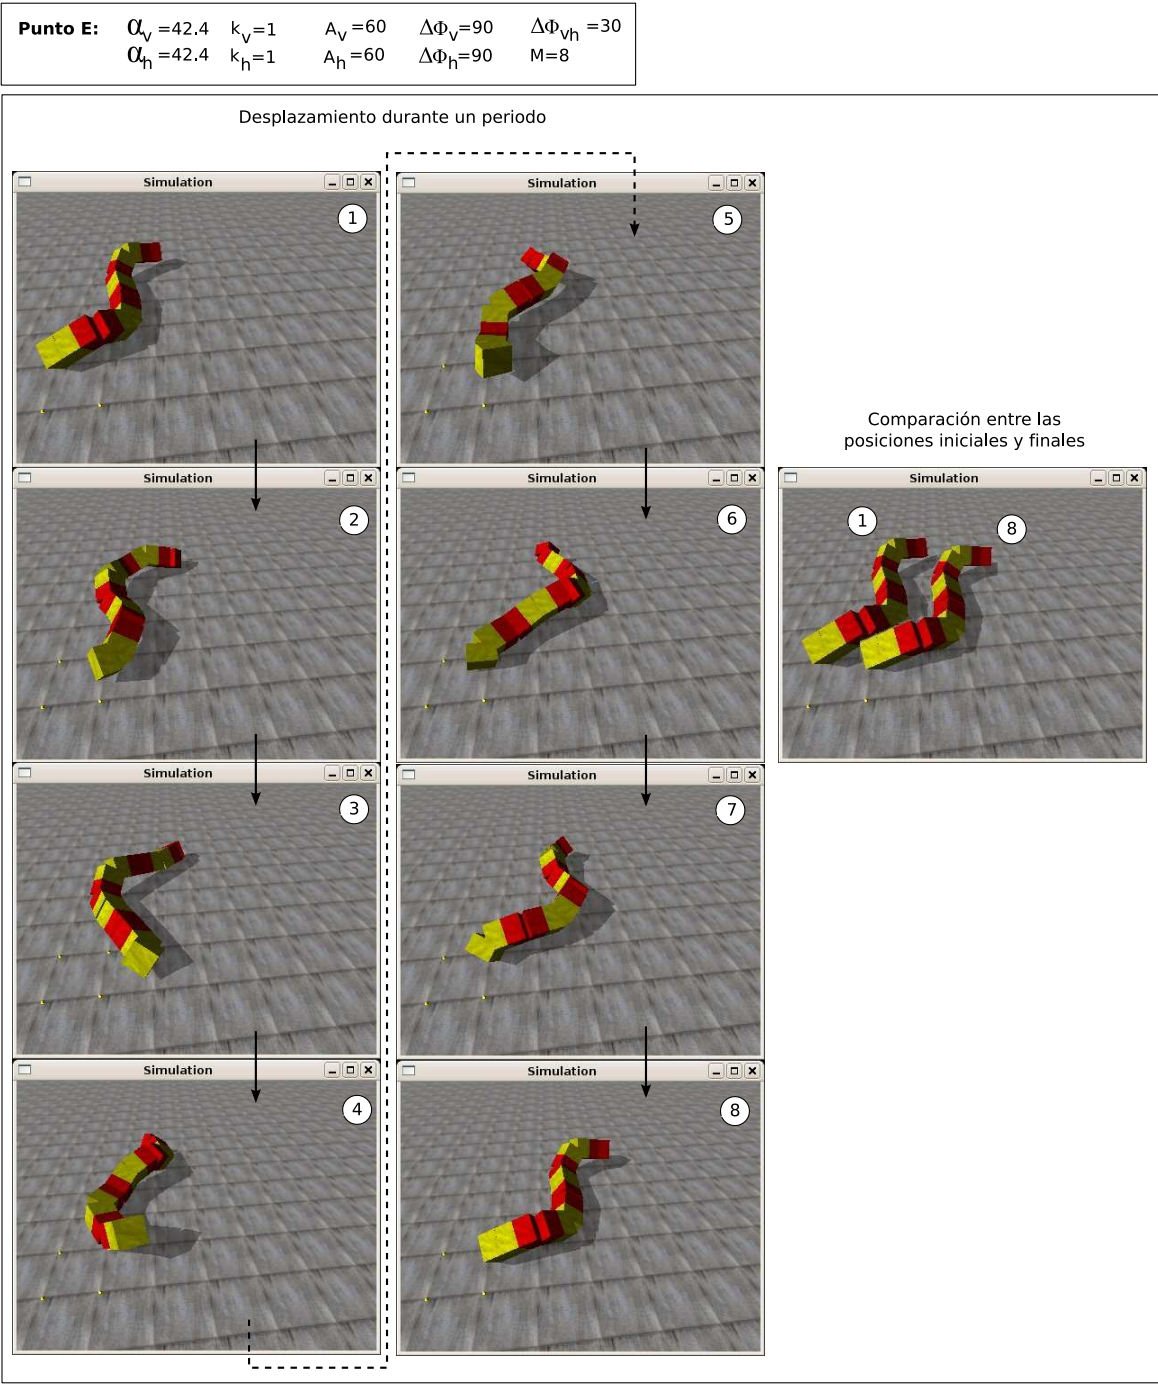 Punto E: αv =42.4 kv=1 Av=60 ΔΦv=90 ΔΦvh =30
αh =42.4 kh=1 Ah=60 ΔΦh=90 M=8
Desplazamiento durante un periodo
Simulation
1
Simulation
2
Simulation
3
Simulation
4
Simulation
5
Simulation
6
Simulation
7
Simulation
8
Comparación entre las
posiciones iniciales y finales
Simulation
1
8